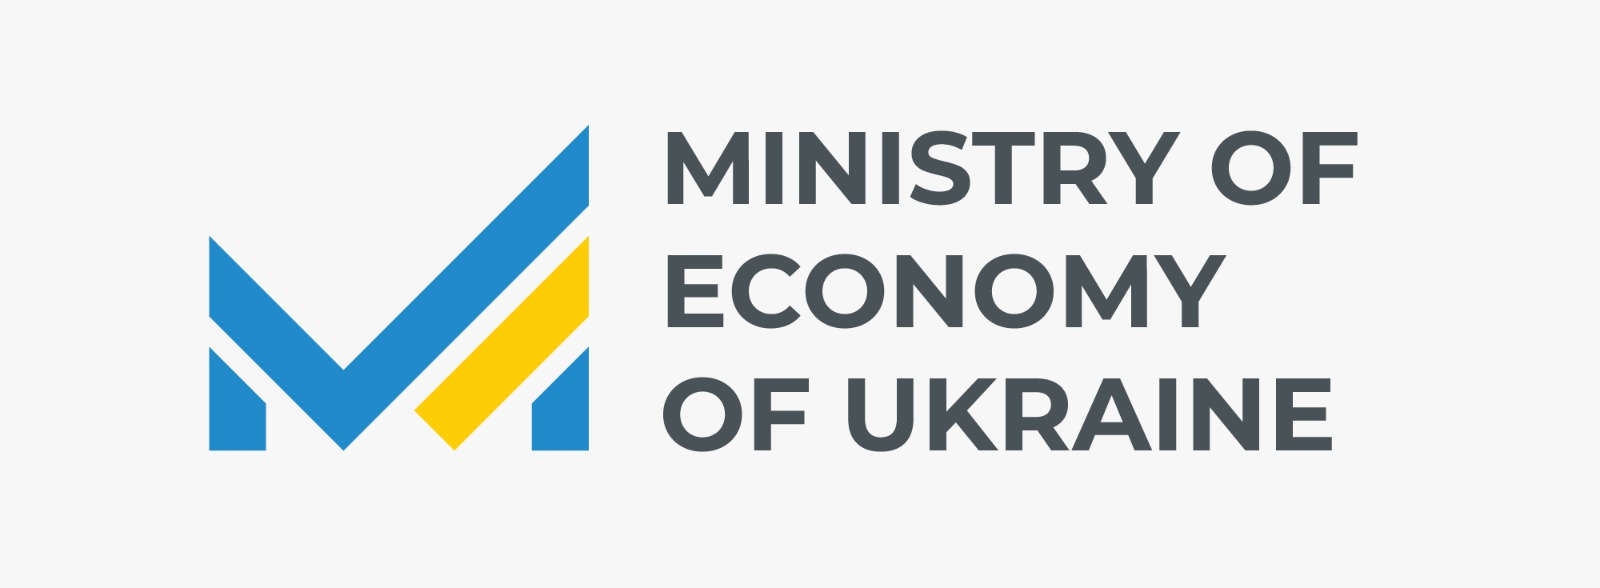 MINISTRY OF
ECONOMY
OF UKRAINE